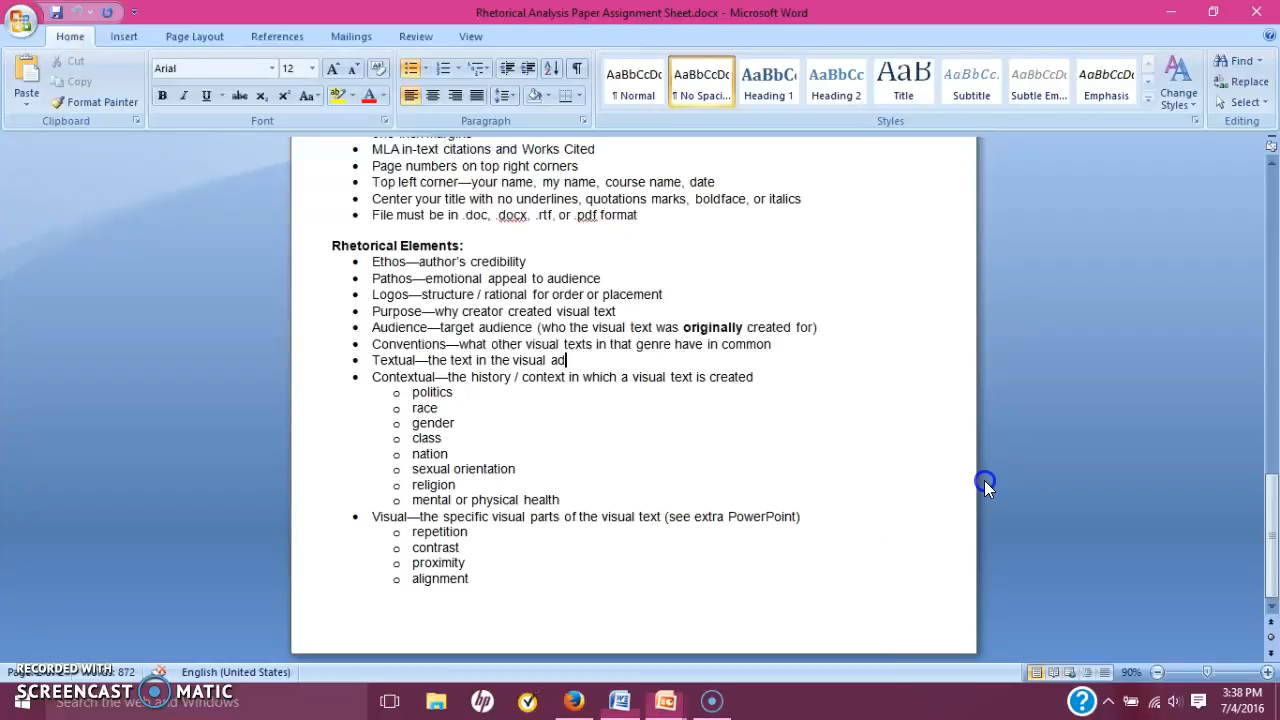 Rhetorical Analysis Paper Assignment Sheet.docx - Microsoft Word
Home Insert Page Layout References Mailings Review View
Paste
Cut
Copy
Format Painter
Clipboard
Arial 12
Font
Paragraph
AaBbCcDc AaBbCcDc AaBbC AaBbCc AaB AaBbCc. AaBbCcDc AaBbCcDc
¶ Normal ¶ No Spaci... Heading 1 Heading 2 Title Subtitle Subtle Em... Emphasis
Change Styles
Styles
Find
Replace
Select
Editing
one-inch margins
• MLA in-text citations and Works Cited
• Page numbers on top right corners
• Top left corner—your name, my name, course name, date
• Center your title with no underlines, quotations marks, boldface, or italics
• File must be in .doc, .docx, .rtf, or .pdf format
Rhetorical Elements:
• Ethos—author's credibility
• Pathos—emotional appeal to audience
• Logos—structure / rational for order or placement
• Purpose—why creator created visual text
• Audience—target audience (who the visual text was originally created for)
• Conventions—what other visual texts in that genre have in common
• Textual—the text in the visual ad
• Contextual—the history / context in which a visual text is created
o politics
o race
o gender
o class
o nation
o sexual orientation
o religion
o mental or physical health
• Visual—the specific visual parts of the visual text (see extra PowerPoint)
o repetition
o contrast
o proximity
o alignment
872 English (United States) 90%
RECORDED WITH
SCREENCAST MATIC
Search the web and Windows
3:38 PM
7/4/2016